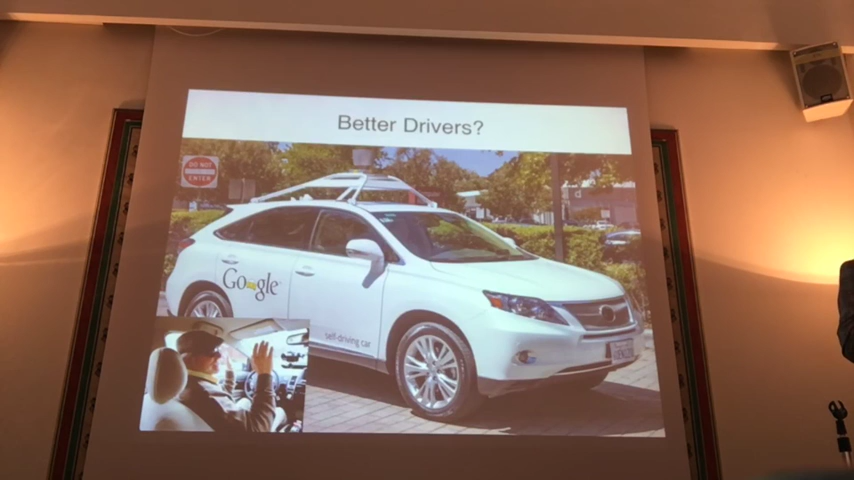 Better Drivers?
DO NOT
ENTER
Google
self-driving car